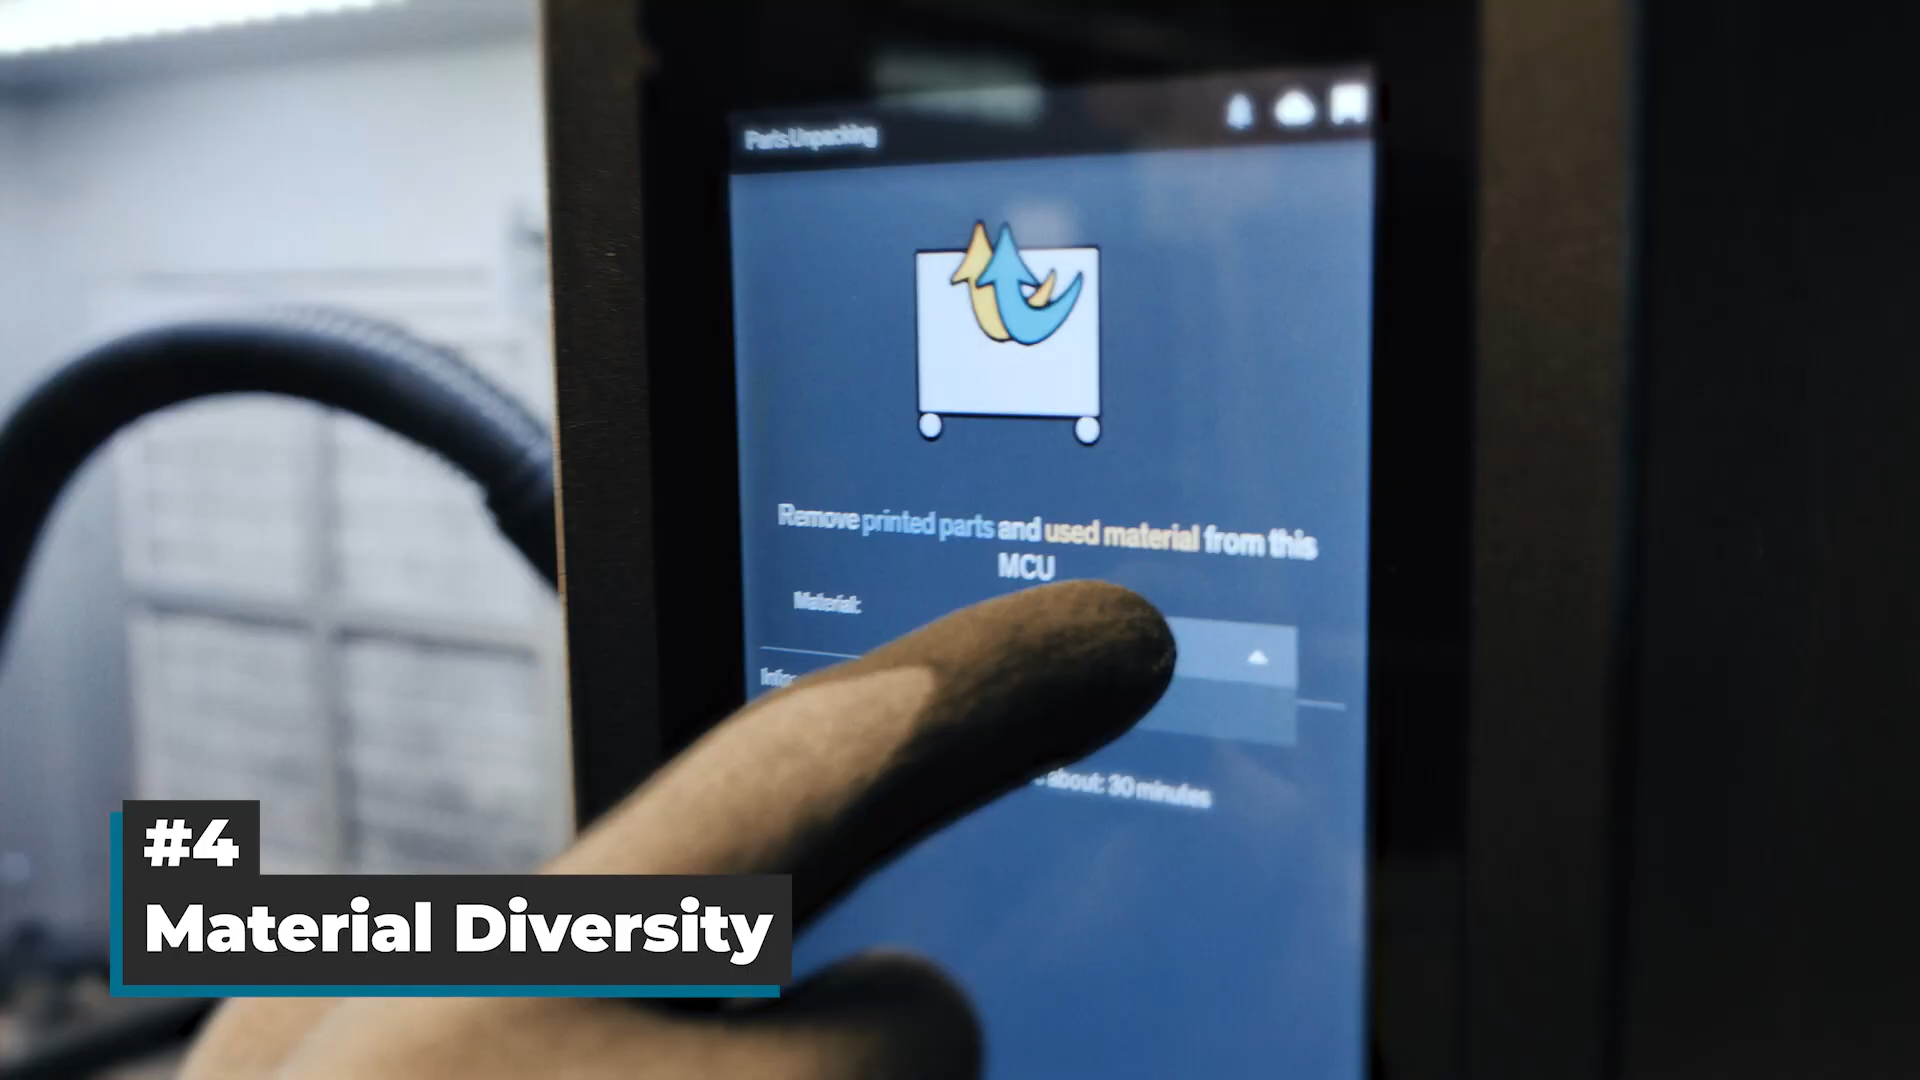 Parts Unpacking
Remove printed parts and used material from this
MCU
Material:
about: 30 minutes
#4
Material Diversity